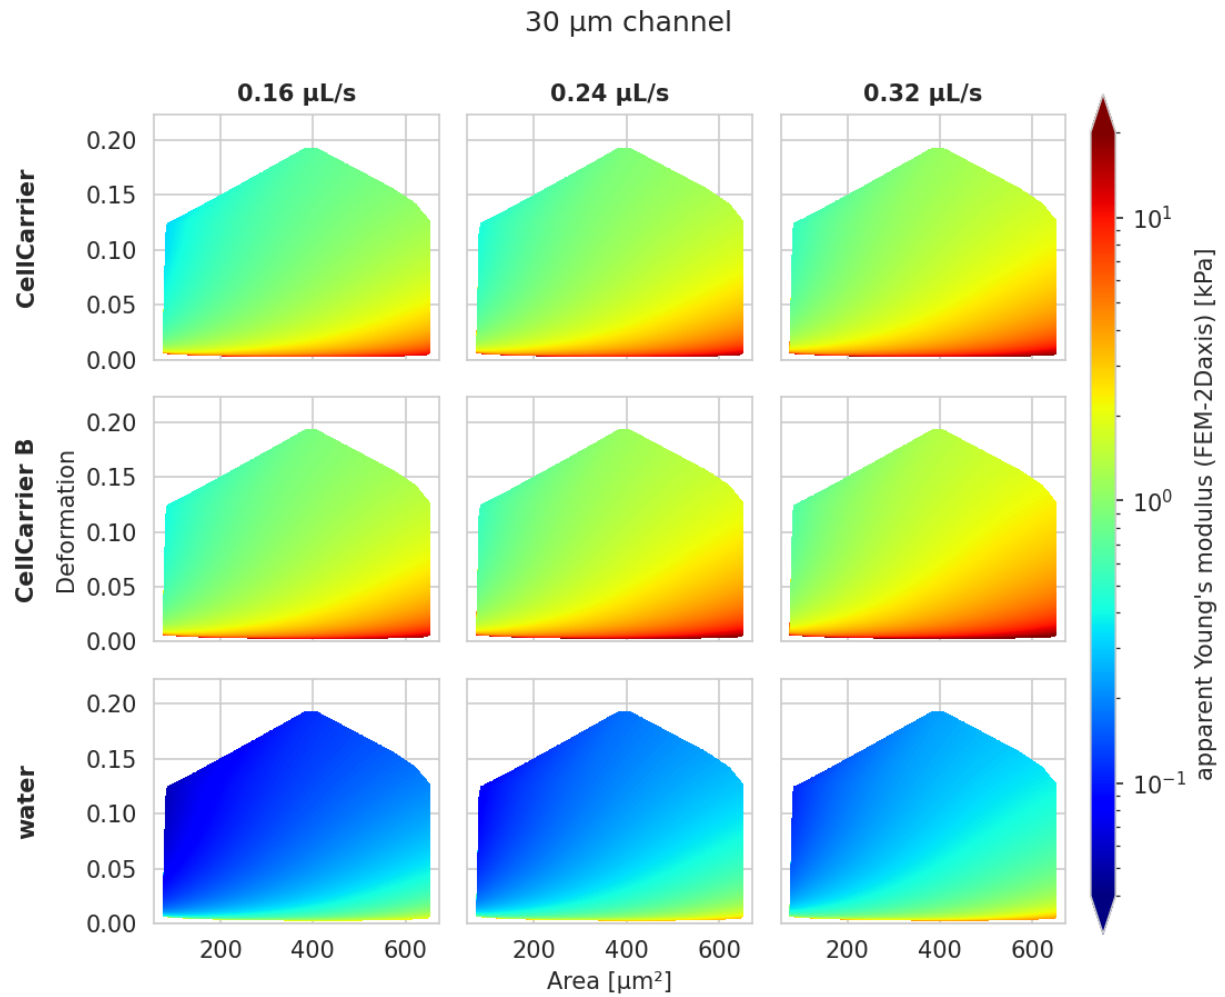 30 μm channel
0.16 μL/s
0.24 μL/s
0.32 μL/s
CellCarrier
0.20
0.15
0.10
0.05
0.00
CellCarrier B
Deformation
0.20
0.15
0.10
0.05
0.00
water
0.20
0.15
0.10
0.05
0.00
200 400 600
200 400 600
200 400 600
Area [μm²]
10¹
10⁰
10⁻¹
apparent Young's modulus (FEM-2Daxis) [kPa]